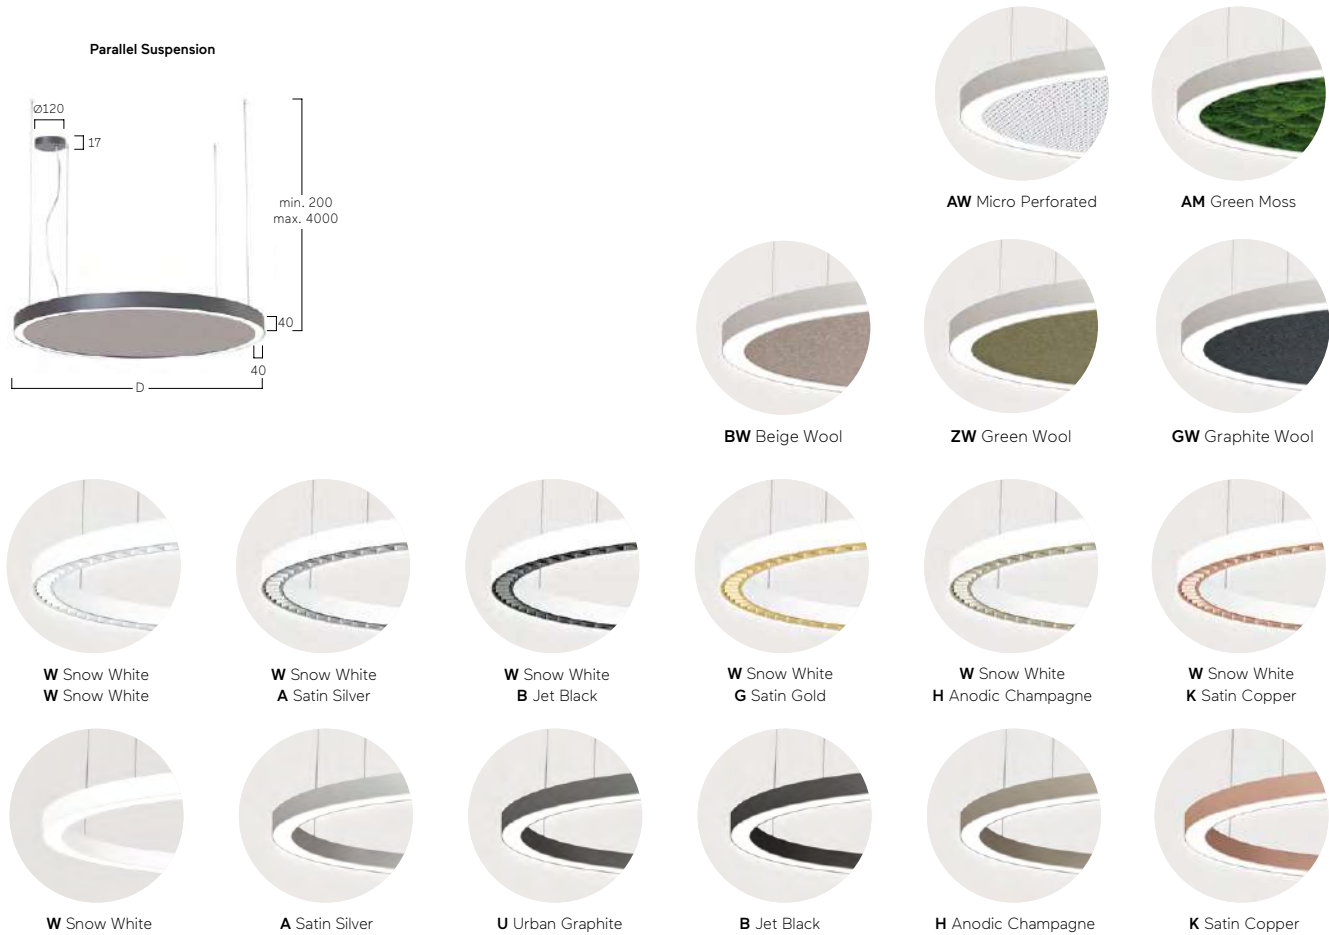 Parallel Suspension
Ø120
17
min. 200
max. 4000
40
40
D
AW Micro Perforated
AM Green Moss
BW Beige Wool
ZW Green Wool
GW Graphite Wool
W Snow White
W Snow White
W Snow White
A Satin Silver
W Snow White
B Jet Black
W Snow White
G Satin Gold
W Snow White
H Anodic Champagne
W Snow White
K Satin Copper
W Snow White
A Satin Silver
U Urban Graphite
B Jet Black
H Anodic Champagne
K Satin Copper